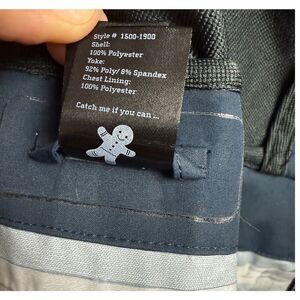 Style # 1500-1900
Shell:
100% Polyester
Yoke:
92% Poly/ 8% Spandex
Chest Lining:
100% Polyester
Catch me if you can ...